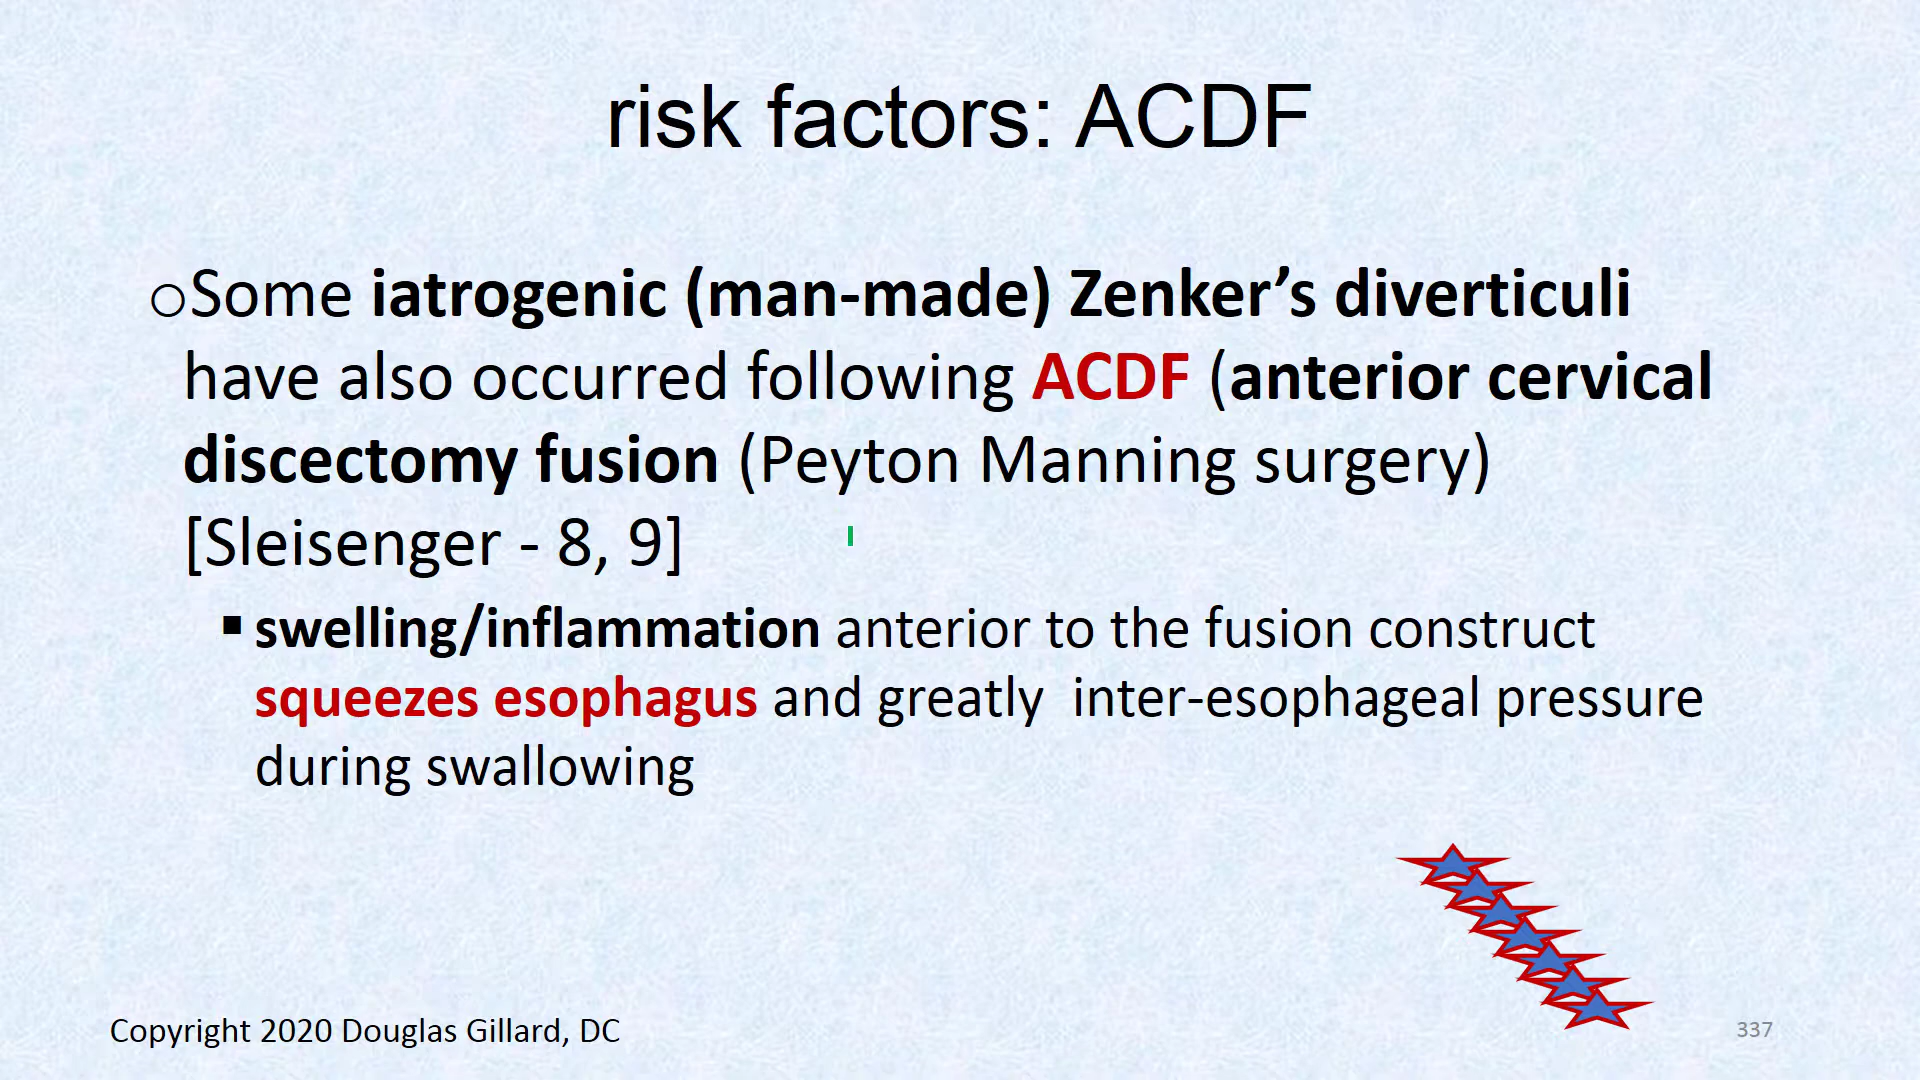 risk factors: ACDF
oSome iatrogenic (man-made) Zenker’s diverticuli
have also occurred following ACDF (anterior cervical
discectomy fusion (Peyton Manning surgery)
[Sleisenger - 8, 9]
▪ swelling/inflammation anterior to the fusion construct
squeezes esophagus and greatly  inter-esophageal pressure
during swallowing
Copyright 2020 Douglas Gillard, DC
337